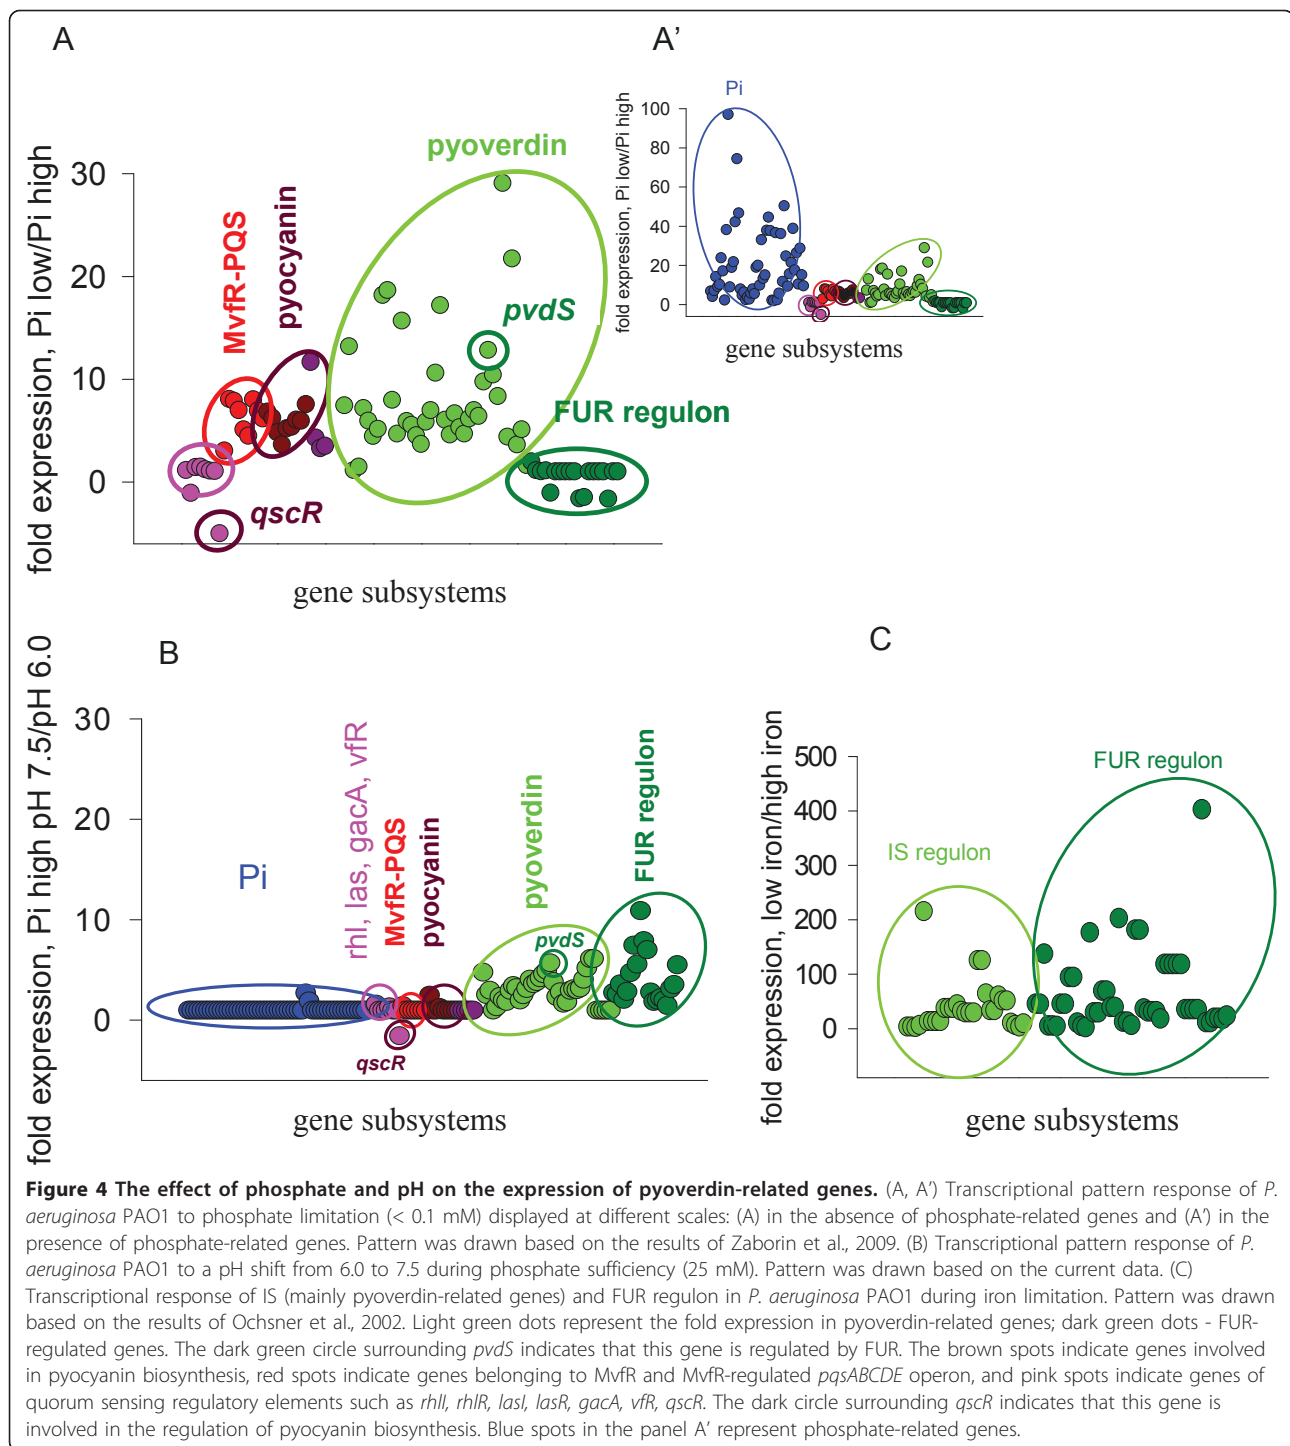 A
fold expression, Pi low/Pi high
30
20
10
0
MvfR-PQS
pyocyanin
pyoverdin
pvdS
FUR regulon
qscR
gene subsystems
A'
fold expression, Pi low/Pi high
100
80
60
40
20
0
Pi
gene subsystems
B
fold expression, Pi high pH 7.5/pH 6.0
30
20
10
0
Pi
rhl, las, gacA, vfR
MvfR-PQS
pyocyanin
pyoverdin
pvdS
FUR regulon
qscR
gene subsystems
C
fold expression, low iron/high iron
500
400
300
200
100
0
IS regulon
FUR regulon
gene subsystems
Figure 4 The effect of phosphate and pH on the expression of pyoverdin-related genes. (A, A’) Transcriptional pattern response of P.
aeruginosa PAO1 to phosphate limitation (< 0.1 mM) displayed at different scales: (A) in the absence of phosphate-related genes and (A’) in the
presence of phosphate-related genes. Pattern was drawn based on the results of Zaborin et al., 2009. (B) Transcriptional pattern response of P.
aeruginosa PAO1 to a pH shift from 6.0 to 7.5 during phosphate sufficiency (25 mM). Pattern was drawn based on the current data. (C)
Transcriptional response of IS (mainly pyoverdin-related genes) and FUR regulon in P. aeruginosa PAO1 during iron limitation. Pattern was drawn
based on the results of Ochsner et al., 2002. Light green dots represent the fold expression in pyoverdin-related genes; dark green dots - FUR-
regulated genes. The dark green circle surrounding pvdS indicates that this gene is regulated by FUR. The brown spots indicate genes involved
in pyocyanin biosynthesis, red spots indicate genes belonging to MvfR and MvfR-regulated pqsABCDE operon, and pink spots indicate genes of
quorum sensing regulatory elements such as rhlI, rhlR, lasI, lasR, gacA, vfR, qscR. The dark circle surrounding qscR indicates that this gene is
involved in the regulation of pyocyanin biosynthesis. Blue spots in the panel A’ represent phosphate-related genes.